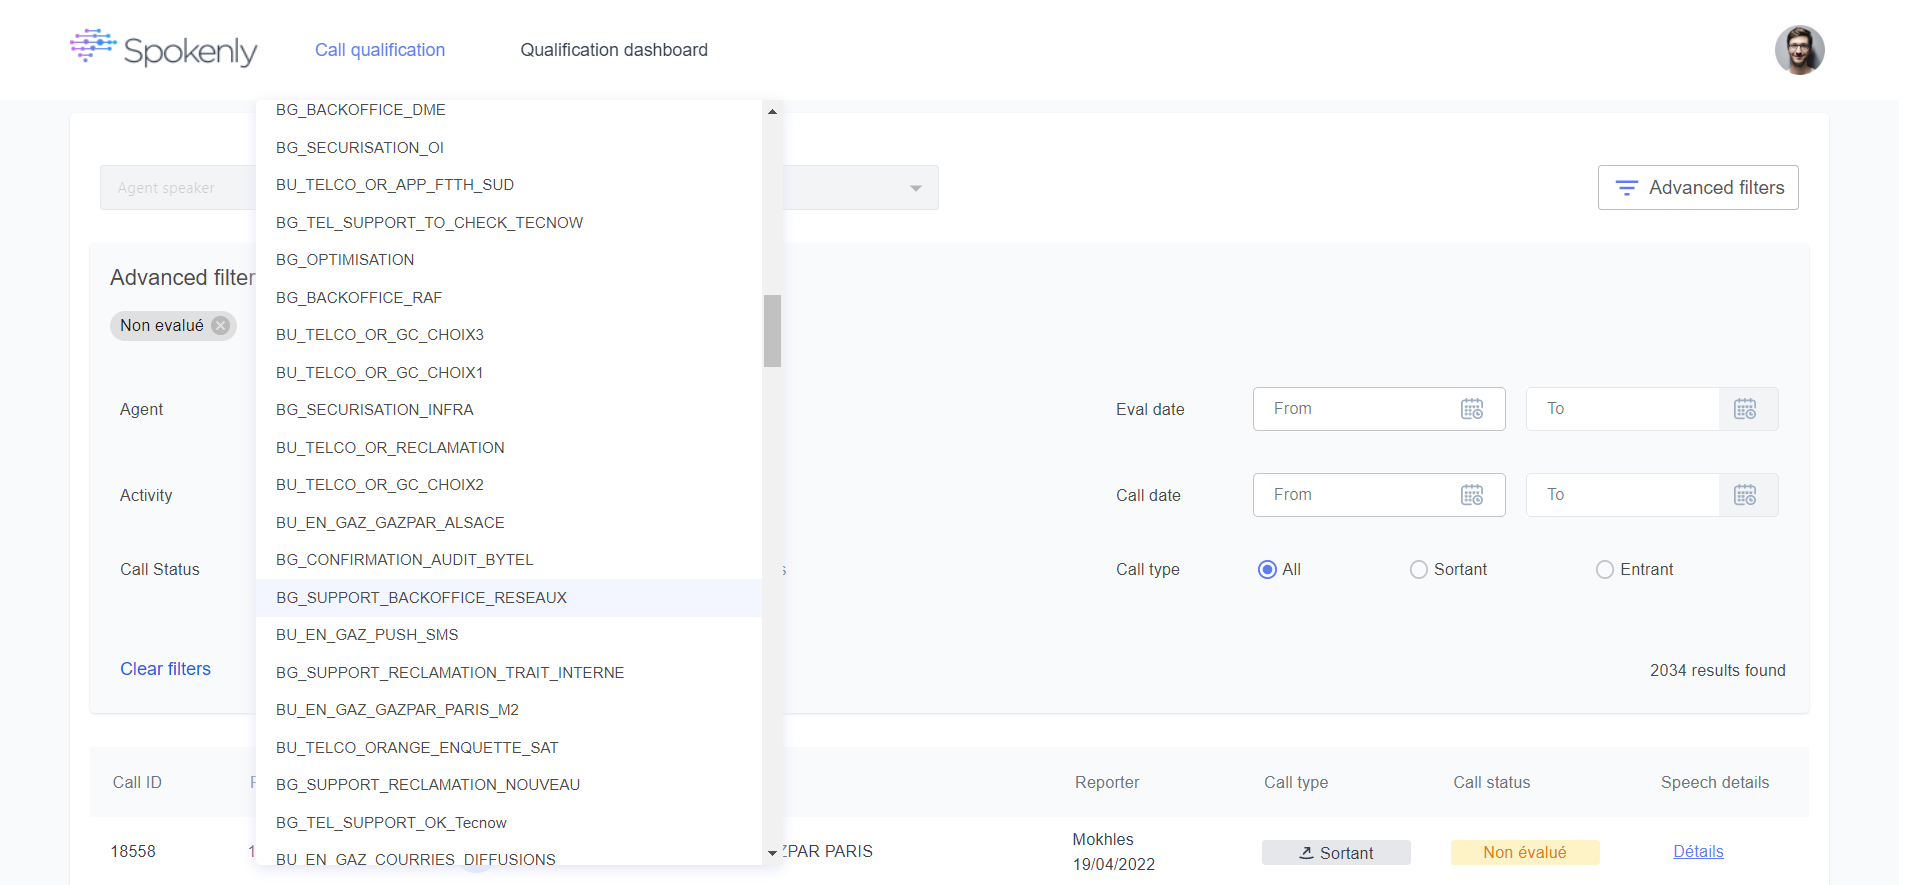 Spokenly
Call qualification
Qualification dashboard
BG_BACKOFFICE_DME
BG_SECURISATION_OI
BU_TELCO_OR_APP_FTTH_SUD
BG_TEL_SUPPORT_TO_CHECK_TECNOW
BG_OPTIMISATION
BG_BACKOFFICE_RAF
BU_TELCO_OR_GC_CHOIX3
BU_TELCO_OR_GC_CHOIX1
BG_SECURISATION_INFRA
BU_TELCO_OR_RECLAMATION
BU_TELCO_OR_GC_CHOIX2
BU_EN_GAZ_GAZPAR_ALSACE
BG_CONFIRMATION_AUDIT_BYTEL
BG_SUPPORT_BACKOFFICE_RESEAUX
BU_EN_GAZ_PUSH_SMS
BG_SUPPORT_RECLAMATION_TRAIT_INTERNE
BU_EN_GAZ_GAZPAR_PARIS_M2
BU_TELCO_ORANGE_ENQUETTE_SAT
BG_SUPPORT_RECLAMATION_NOUVEAU
BG_TEL_SUPPORT_OK_Tecnow
BU_EN_GAZ_COURRIES_DIFFUSIONS
Agent speaker
Advanced filters
Advanced filter
Non evalué
Agent
Eval date
From
To
Activity
Call date
From
To
Call Status
Call type
All
Sortant
Entrant
Clear filters
2034 results found
Call ID
Reporter
Call type
Call status
Speech details
18558
ZPAR PARIS
Mokhles
19/04/2022
Sortant
Non évalué
Détails